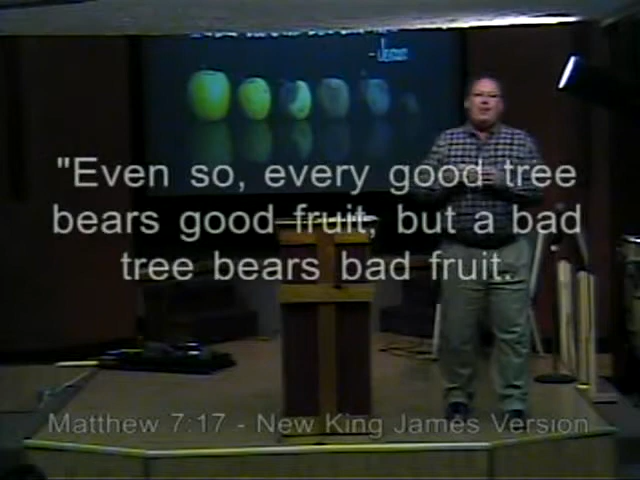 - Jesus
"Even so, every good tree
bears good fruit, but a bad
tree bears bad fruit.
Matthew 7:17 - New King James Version